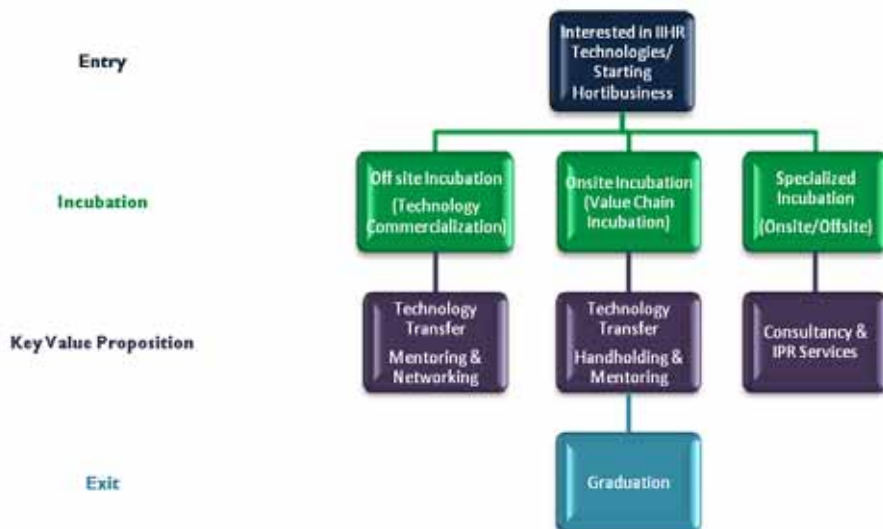 Entry
Interested in IIHR
Technologies/
Starting
Hortibusiness
Incubation
Off site Incubation
(Technology
Commercialization)
Onsite Incubation
(Value Chain
Incubation)
Specialized
Incubation
(Onsite/Offsite)
Key Value Proposition
Technology
Transfer
Mentoring &
Networking
Technology
Transfer
Handholding &
Mentoring
Consultancy &
IPR Services
Exit
Graduation